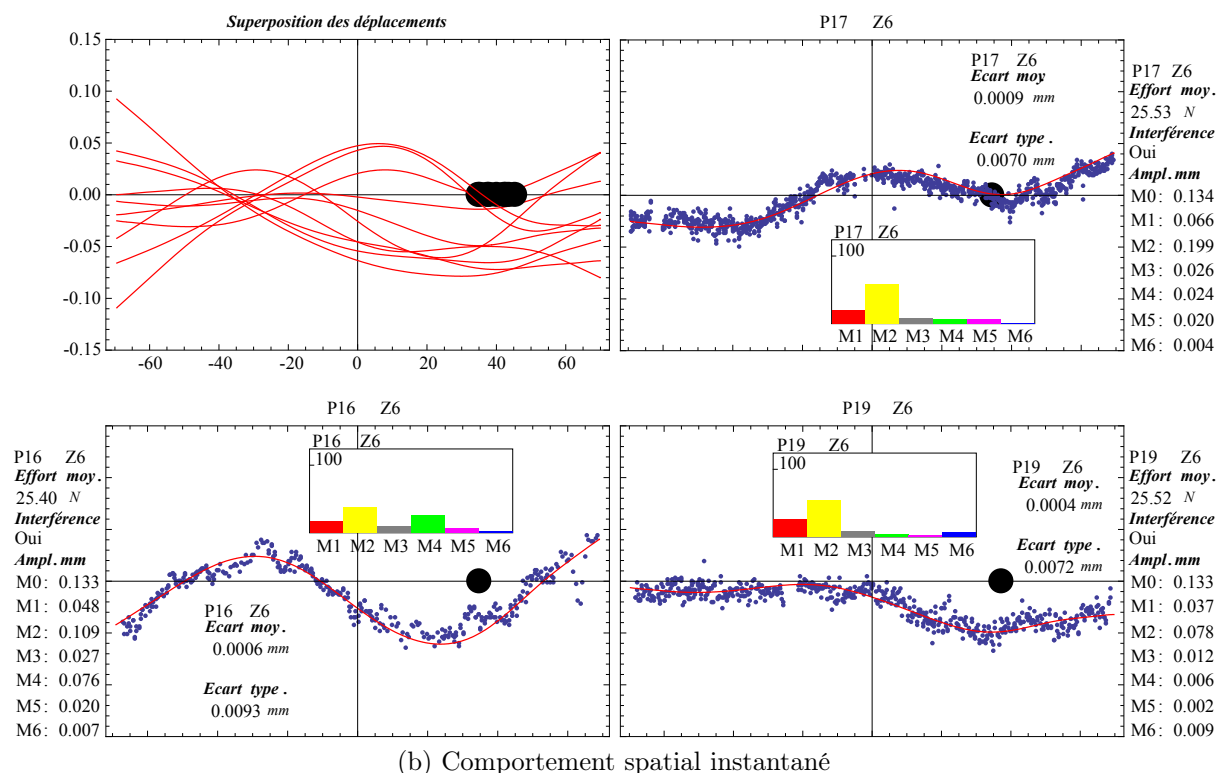 Superposition des déplacements
0.15
0.10
0.05
0.00
-0.05
-0.10
-0.15
-60 -40 -20 0 20 40 60
P17 Z6
P17 Z6
Ecart moy
0.0009 mm
Ecart type .
0.0070 mm
P17 Z6
100
M1 M2 M3 M4 M5 M6
P17 Z6
Effort moy.
25.53 N
Interférence
Oui
Ampl.mm
M0: 0.134
M1: 0.066
M2: 0.199
M3: 0.026
M4: 0.024
M5: 0.020
M6: 0.004
P16 Z6
P16 Z6
Effort moy.
25.40 N
Interférence
Oui
Ampl.mm
M0: 0.133
M1: 0.048
M2: 0.109
M3: 0.027
M4: 0.076
M5: 0.020
M6: 0.007
P16 Z6
100
M1 M2 M3 M4 M5 M6
P16 Z6
Ecart moy.
0.0006 mm
Ecart type .
0.0093 mm
P19 Z6
P19 Z6
100
M1 M2 M3 M4 M5 M6
P19 Z6
Ecart moy.
0.0004 mm
Ecart type .
0.0072 mm
P19 Z6
Effort moy.
25.52 N
Interférence
Oui
Ampl.mm
M0: 0.133
M1: 0.037
M2: 0.078
M3: 0.012
M4: 0.006
M5: 0.002
M6: 0.009
(b) Comportement spatial instantané